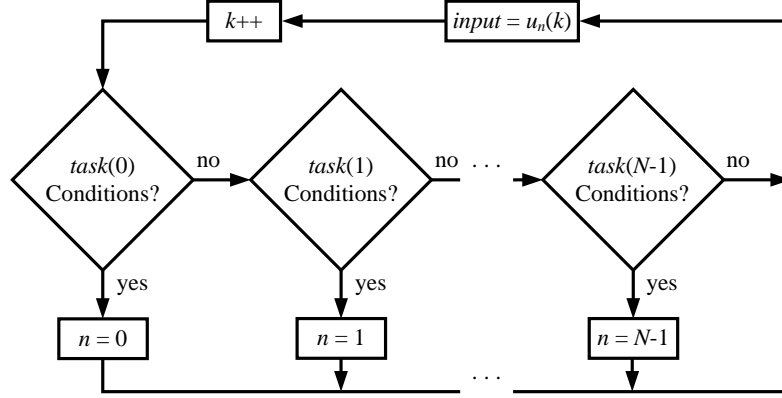 k++
input = uₙ(k)
task(0)
Conditions?
no
task(1)
Conditions?
no
. . .
task(N-1)
Conditions?
no
yes
yes
yes
n = 0
n = 1
n = N-1
. . .